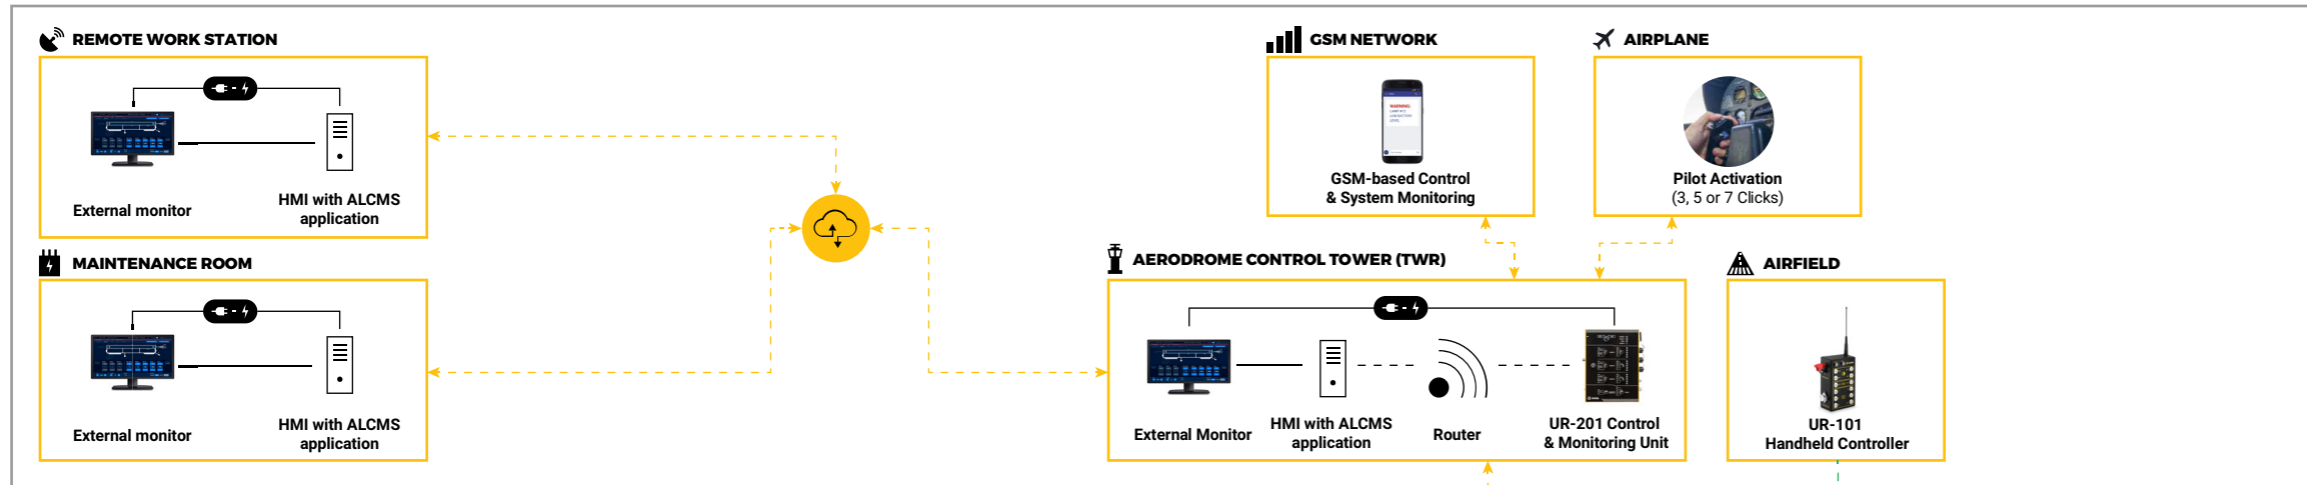 REMOTE WORK STATION
External monitor
HMI with ALCMS
application
MAINTENANCE ROOM
External monitor
HMI with ALCMS
application
GSM NETWORK
WARNING:
GSM-based Control
& System Monitoring
AIRPLANE
Pilot Activation
(3, 5 or 7 Clicks)
AERODROME CONTROL TOWER (TWR)
External Monitor
HMI with ALCMS
application
Router
UR-201 Control
& Monitoring Unit
AIRFIELD
UR-101
Handheld Controller